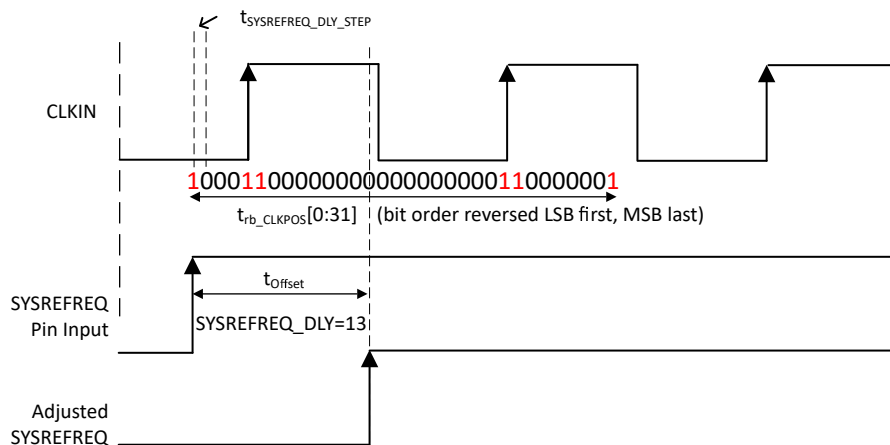 tSYSREFREQ_DLY_STEP
CLKIN
10001100000000000000000110000001
trb_CLKPOS[0:31] (bit order reversed LSB first, MSB last)
tOffset
SYSREFREQ
Pin Input
SYSREFREQ_DLY=13
Adjusted
SYSREFREQ